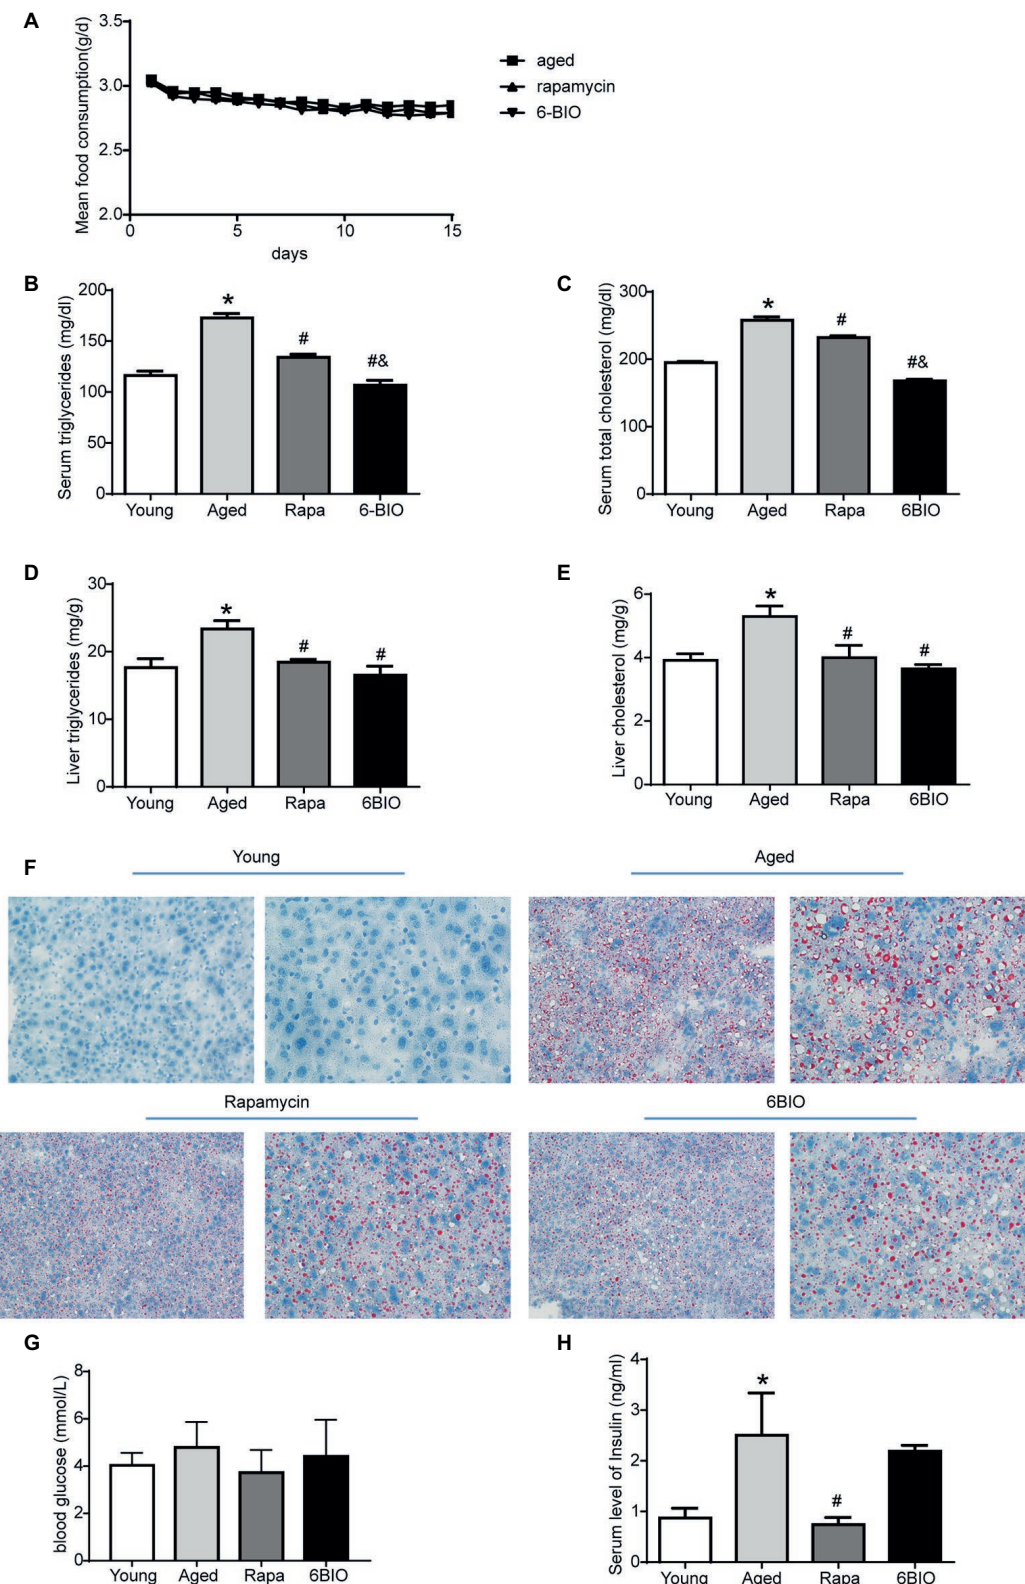 A
Mean food consumption(g/d)
3.5
3.0
2.5
2.0
0
5
10
15
days
aged
rapamycin
6-BIO
B
Serum triglycerides (mg/dl)
200
150
100
50
0
*
#
#&
Young Aged Rapa 6-BIO
C
Serum total cholesterol (mg/dl)
300
200
100
0
*
#
#&
Young Aged Rapa 6BIO
D
Liver triglycerides (mg/g)
30
20
10
0
*
#
#
Young Aged Rapa 6BIO
E
Liver cholesterol (mg/g)
6
4
2
0
*
#
#
Young Aged Rapa 6BIO
F
Young
Aged
Rapamycin
6BIO
G
blood glucose (mmol/L)
8
6
4
2
0
Young Aged Rapa 6BIO
H
Serum level of Insulin (ng/ml)
4
3
2
1
0
*
#
Young Aged Rapa 6BIO